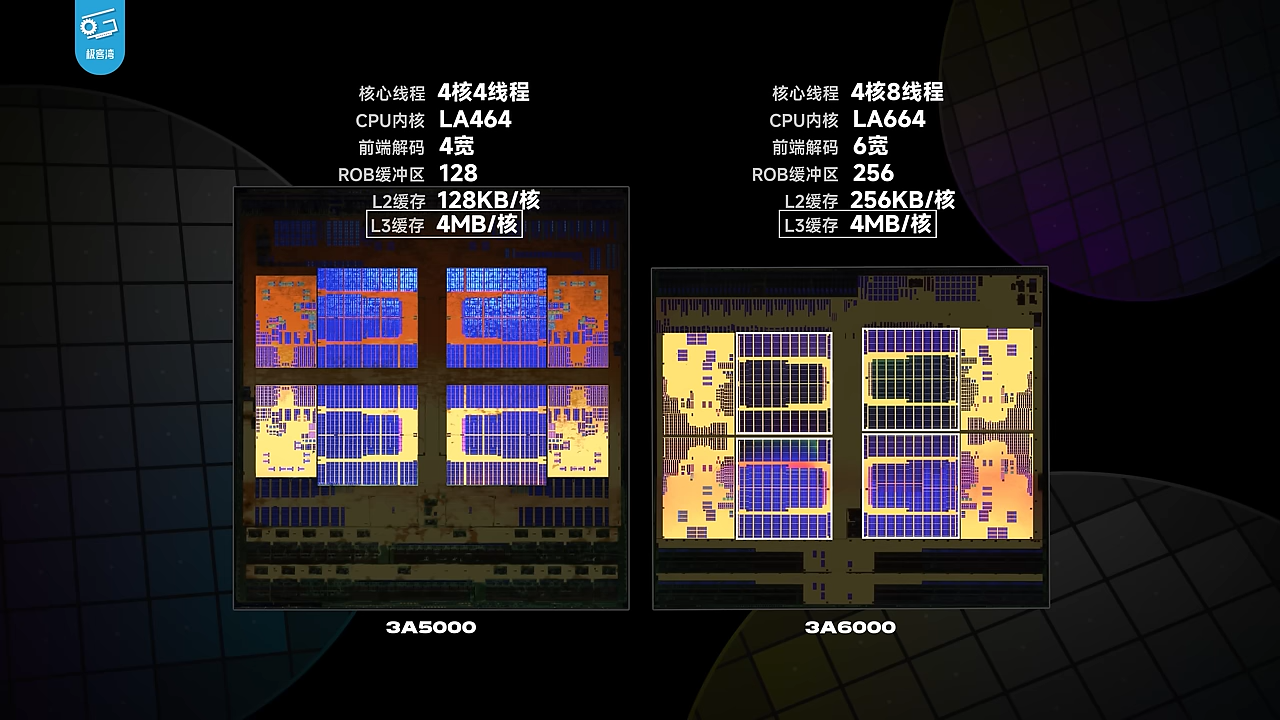 极客湾
核心线程 4核4线程
CPU内核 LA464
前端解码 4宽
ROB缓冲区 128
L2缓存 128KB/核
L3缓存 4MB/核
核心线程 4核8线程
CPU内核 LA664
前端解码 6宽
ROB缓冲区 256
L2缓存 256KB/核
L3缓存 4MB/核
3A5000
3A6000